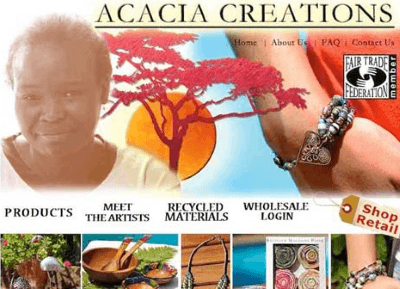 ACACIA CREATIONS
Home | About Us | FAQ | Contact Us
FAIR TRADE
FEDERATION
member
PRODUCTS
MEET
THE ARTISTS
RECYCLED
MATERIALS
WHOLESALE
LOGIN
Shop
Retail